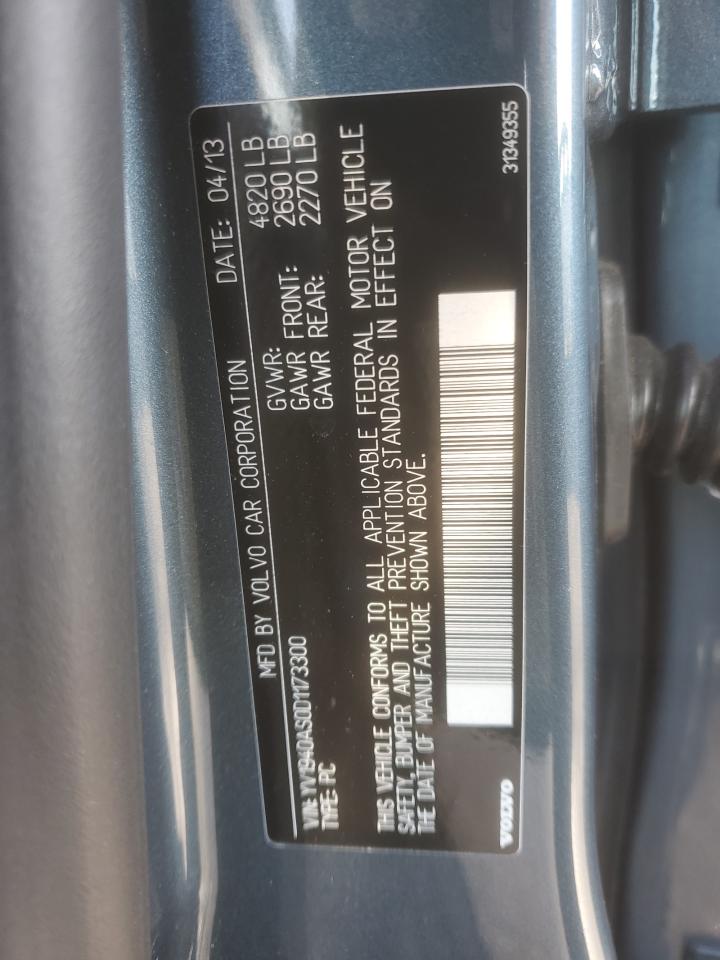 MFD BY VOLVO CAR CORPORATION DATE: 04/13
GVWR: 4820 LB
GAWR FRONT: 2690 LB
GAWR REAR: 2270 LB
VIN: YV1940AS0D1173300
TYPE: PC
THIS VEHICLE CONFORMS TO ALL APPLICABLE FEDERAL MOTOR VEHICLE
SAFETY, BUMPER AND THEFT PREVENTION STANDARDS IN EFFECT ON
THE DATE OF MANUFACTURE SHOWN ABOVE.
VOLVO
31349355